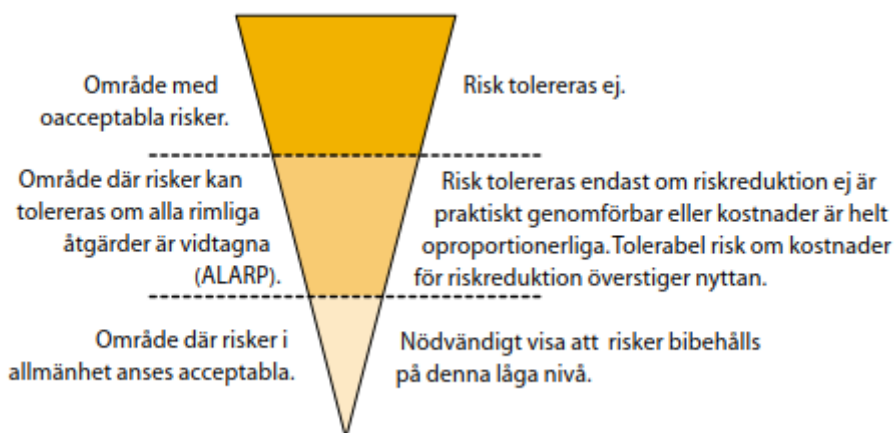 Område med
oacceptabla risker.
Risk tolereras ej.
Område där risker kan
tolereras om alla rimliga
åtgärder är vidtagna
(ALARP).
Risk tolereras endast om riskreduktion ej är
praktiskt genomförbar eller kostnader är helt
oproportionerliga. Tolerabel risk om kostnader
för riskreduktion överstiger nyttan.
Område där risker i
allmänhet anses acceptabla.
Nödvändigt visa att risker bibehålls
på denna låga nivå.